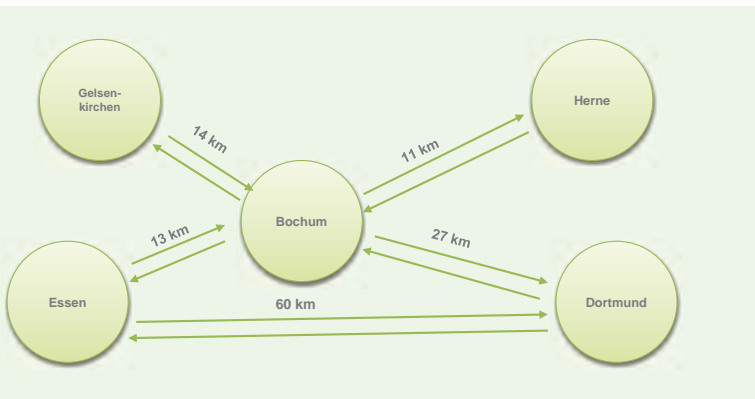 Gelsen-
kirchen
Herne
14 km
11 km
Bochum
13 km
27 km
Essen
60 km
Dortmund